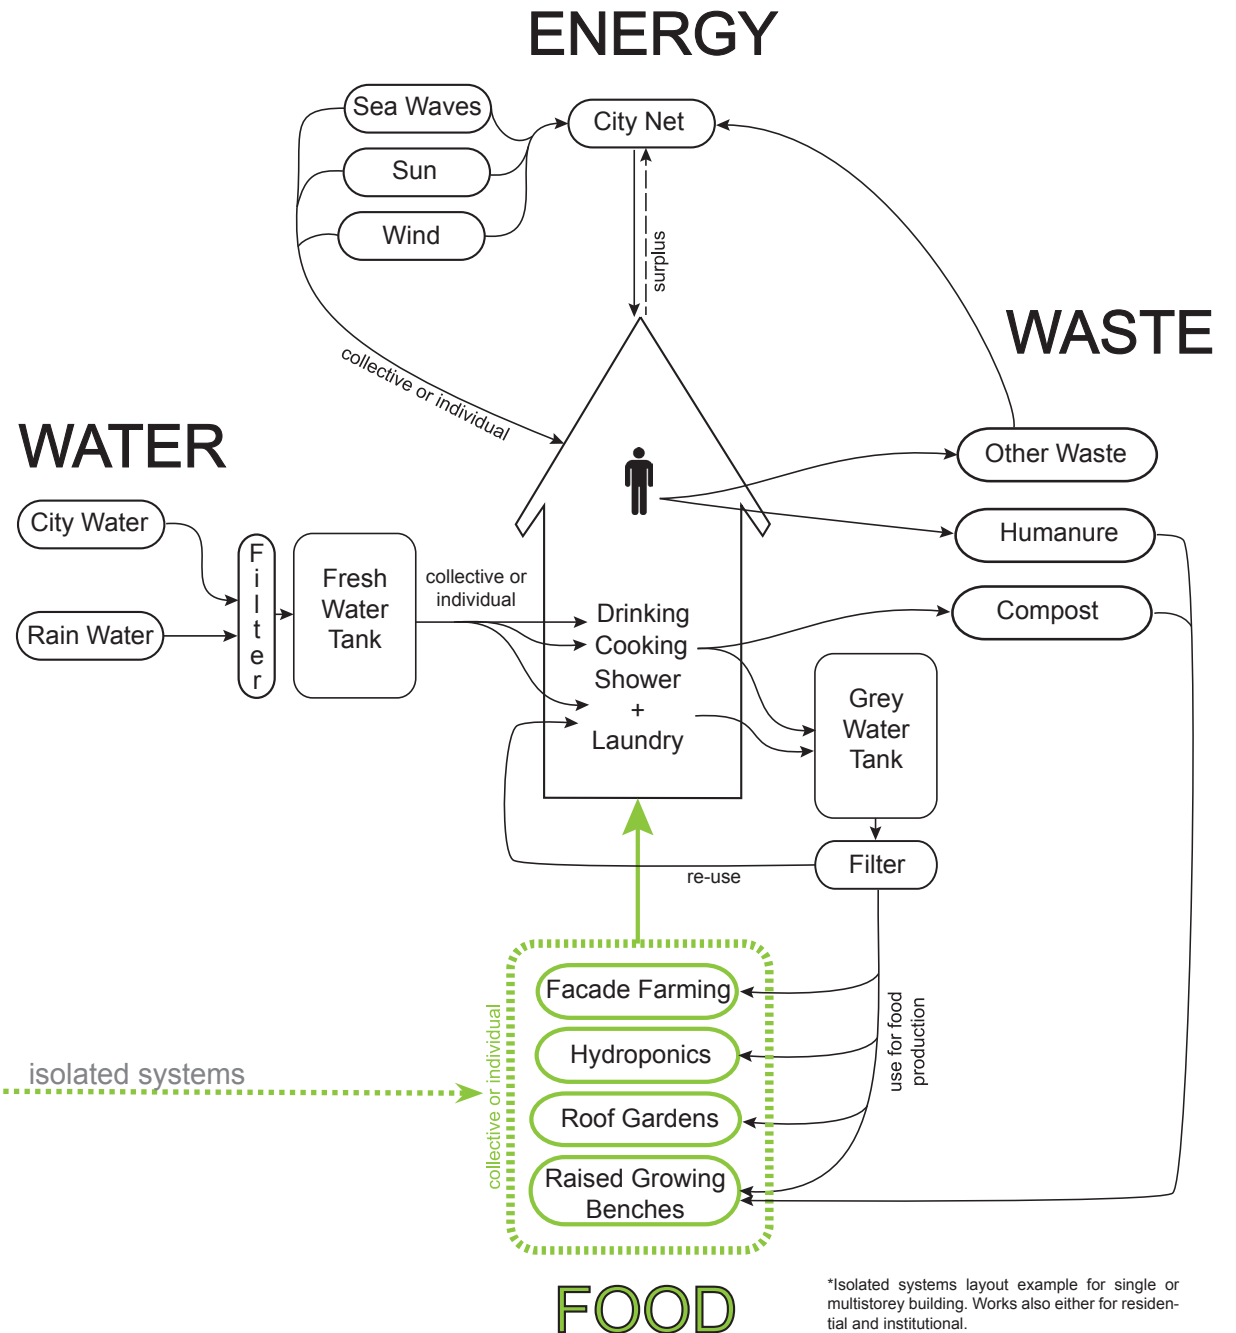 ENERGY
Sea Waves
City Net
Sun
Wind
surplus
collective or individual
WASTE
WATER
Other Waste
City Water
Humanure
Filter
Fresh
Water
Tank
collective or
individual
Rain Water
Compost
Drinking
Cooking
Shower
+
Laundry
Grey
Water
Tank
Filter
re-use
Facade Farming
Hydroponics
Roof Gardens
Raised Growing
Benches
collective or individual
use for food
production
isolated systems
FOOD
*Isolated systems layout example for single or
multistorey building. Works also either for residen-
tial and institutional.